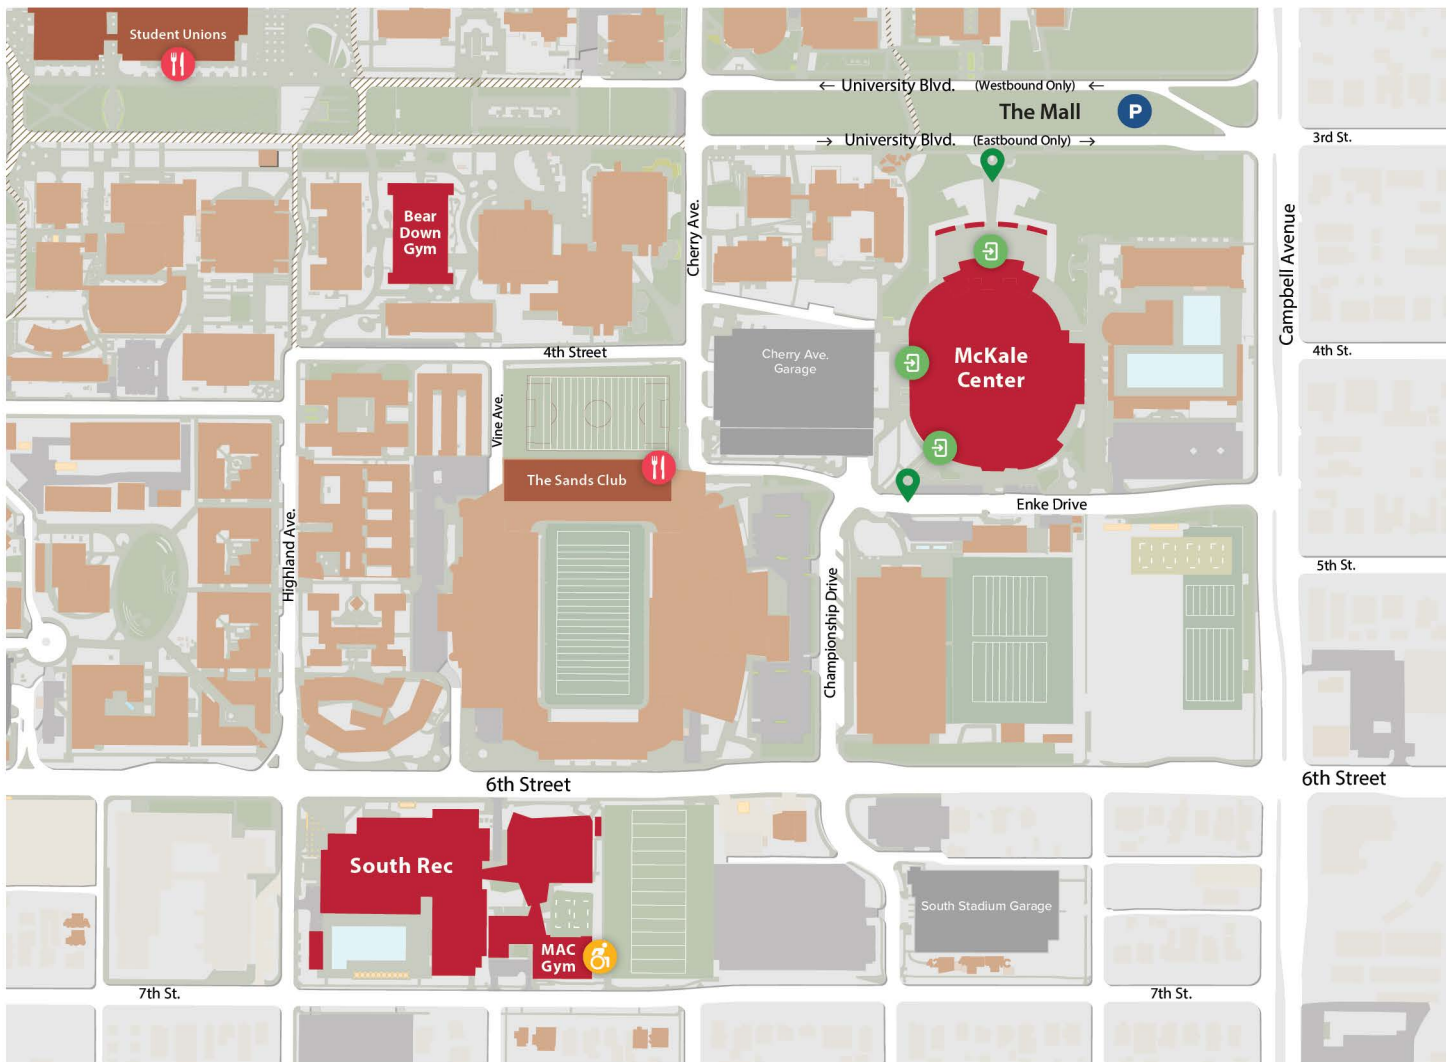 Student Unions
← University Blvd. (Westbound Only) ←
The Mall
P
→ University Blvd. (Eastbound Only) →
3rd St.
Bear
Down
Gym
Cherry Ave.
Campbell Avenue
4th Street
Cherry Ave.
Garage
McKale
Center
4th St.
Vine Ave.
The Sands Club
Enke Drive
Highland Ave.
Championship Drive
5th St.
6th Street
6th Street
South Rec
South Stadium Garage
MAC
Gym
7th St.
7th St.